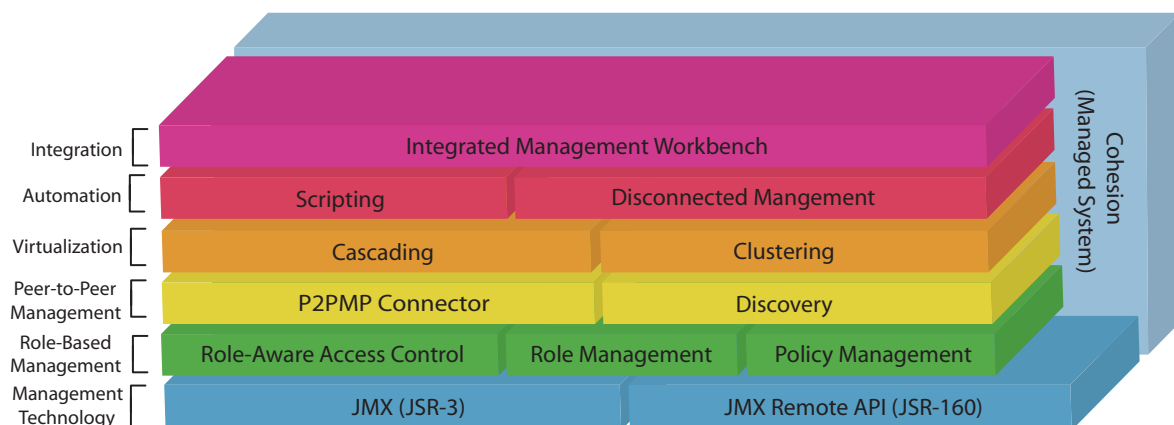 Integration
Integrated Management Workbench
Automation
Scripting
Disconnected Mangement
Virtualization
Cascading
Clustering
Peer-to-Peer
Management
P2PMP Connector
Discovery
Role-Based
Management
Role-Aware Access Control
Role Management
Policy Management
Management
Technology
JMX (JSR-3)
JMX Remote API (JSR-160)
Cohesion
(Managed System)